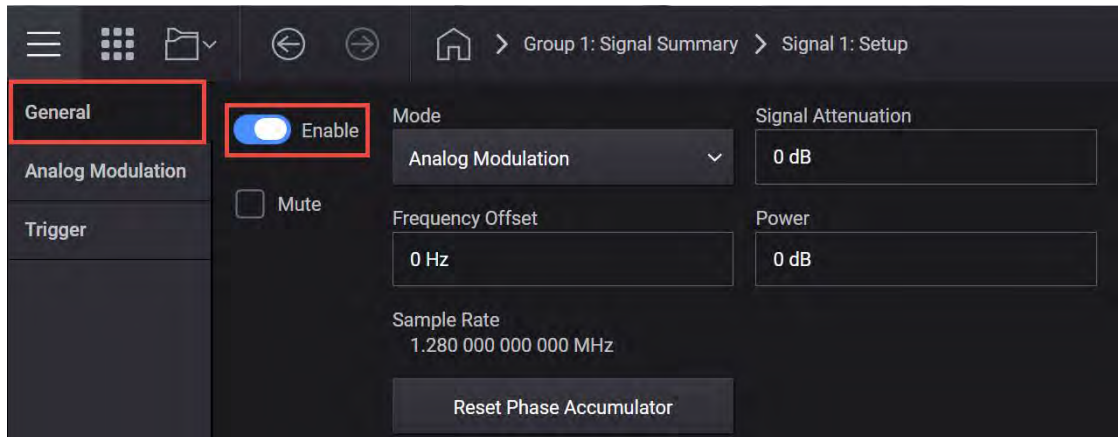 Group 1: Signal Summary > Signal 1: Setup
General
Analog Modulation
Trigger
Enable
Mute
Mode
Analog Modulation
Signal Attenuation
0 dB
Frequency Offset
0 Hz
Power
0 dB
Sample Rate
1.280 000 000 000 MHz
Reset Phase Accumulator